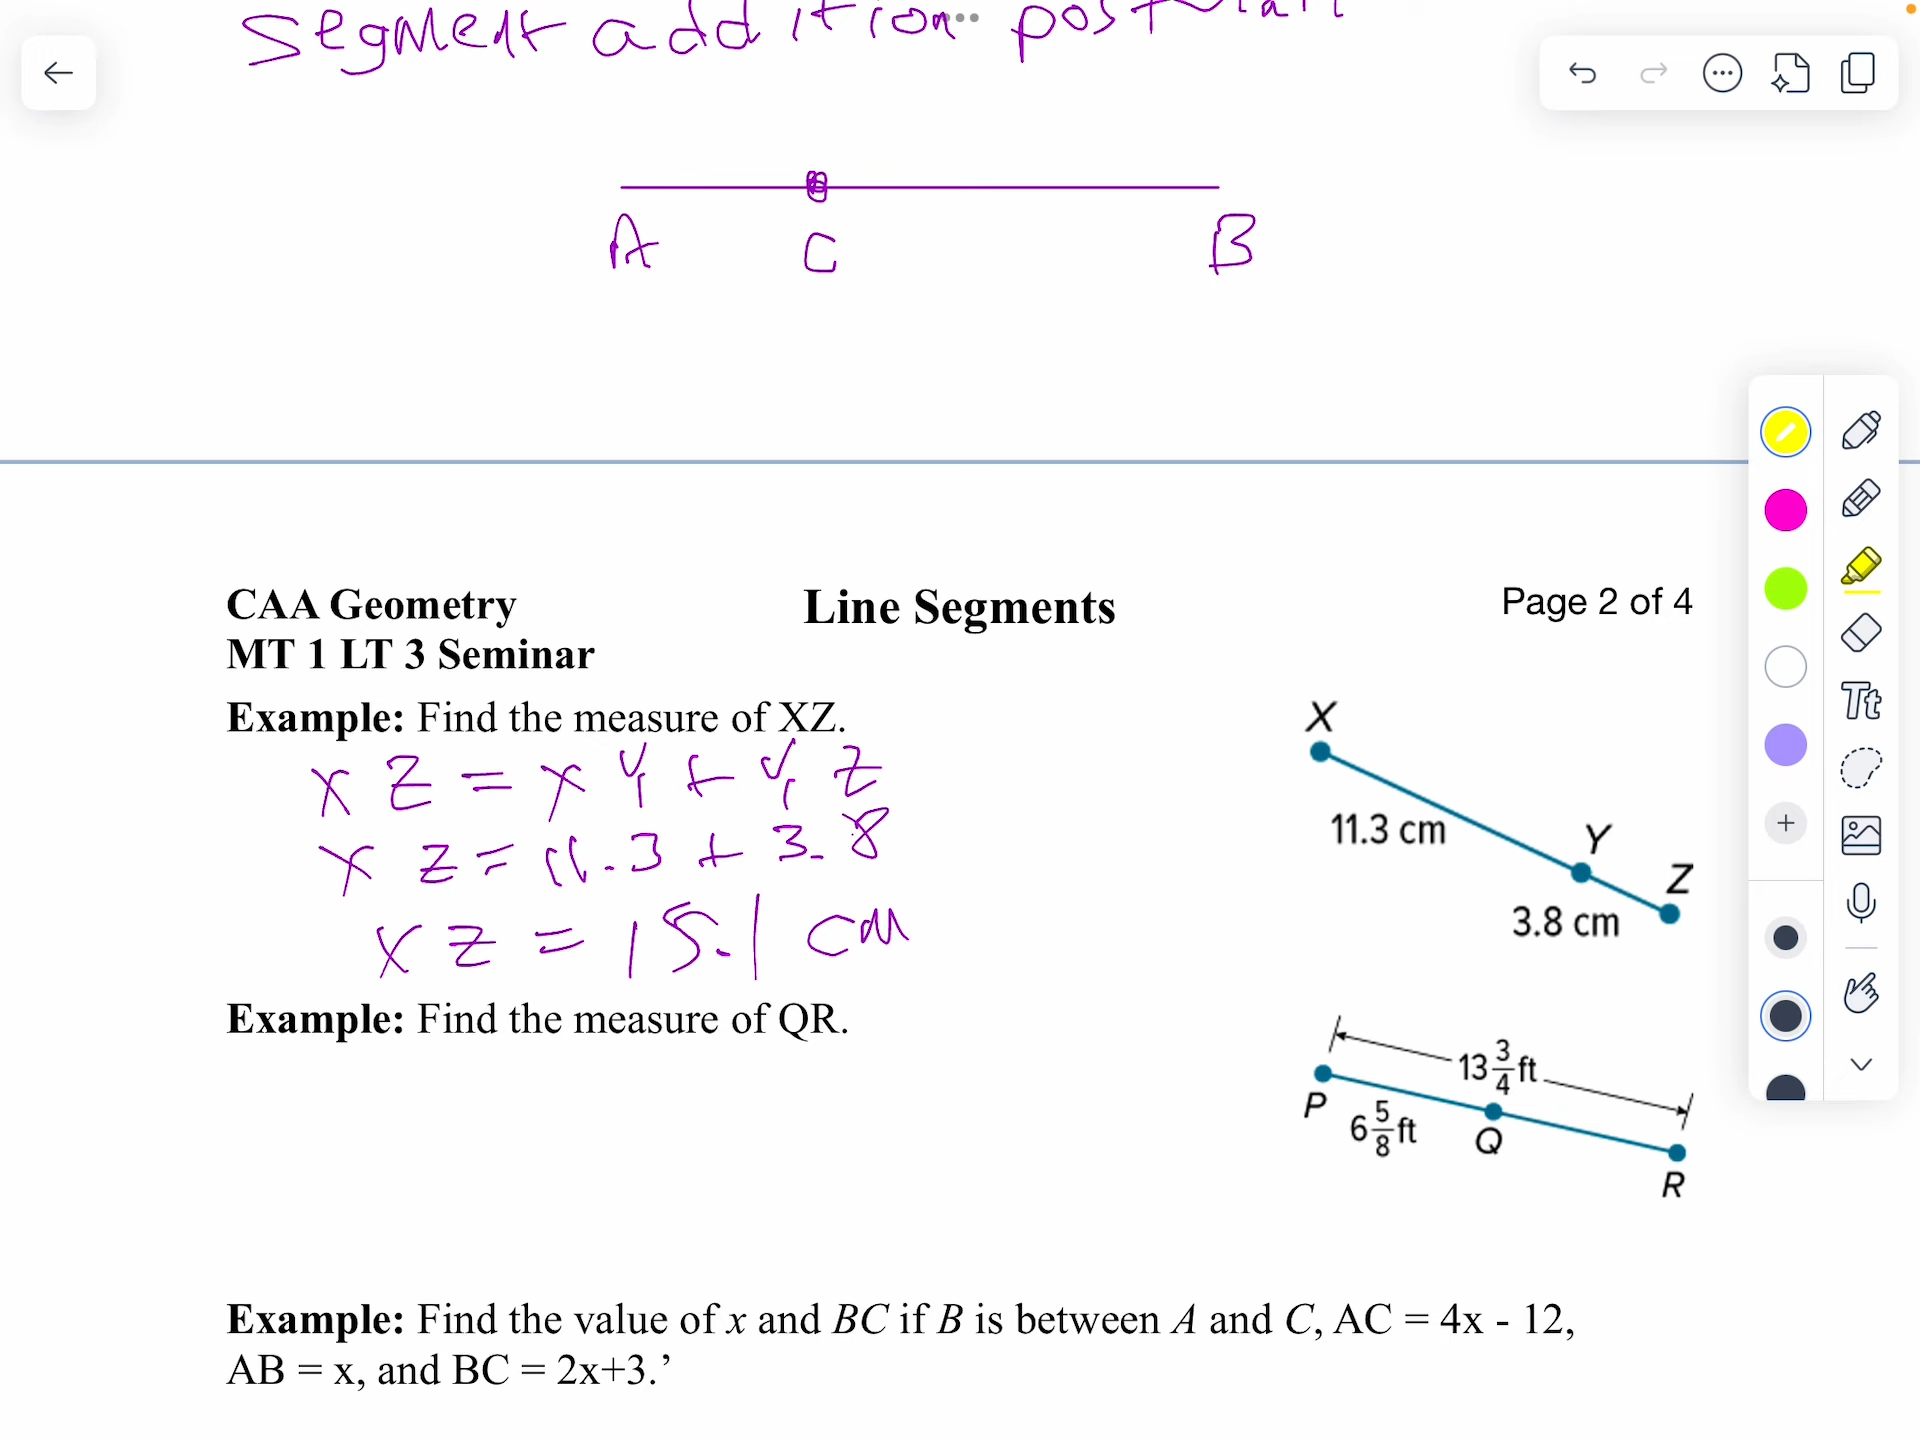 segment addition
A C B
CAA Geometry Line Segments Page 2 of 4
MT 1 LT 3 Seminar
Example: Find the measure of XZ.
XZ = XY + YZ
XZ = 11.3 + 3.8
XZ = 15.1 cm
X
11.3 cm
Y
Z
3.8 cm
Example: Find the measure of QR.
13 3/4 ft
P
6 5/8 ft
Q
R
Example: Find the value of x and BC if B is between A and C, AC = 4x - 12,
AB = x, and BC = 2x+3.’
Tt